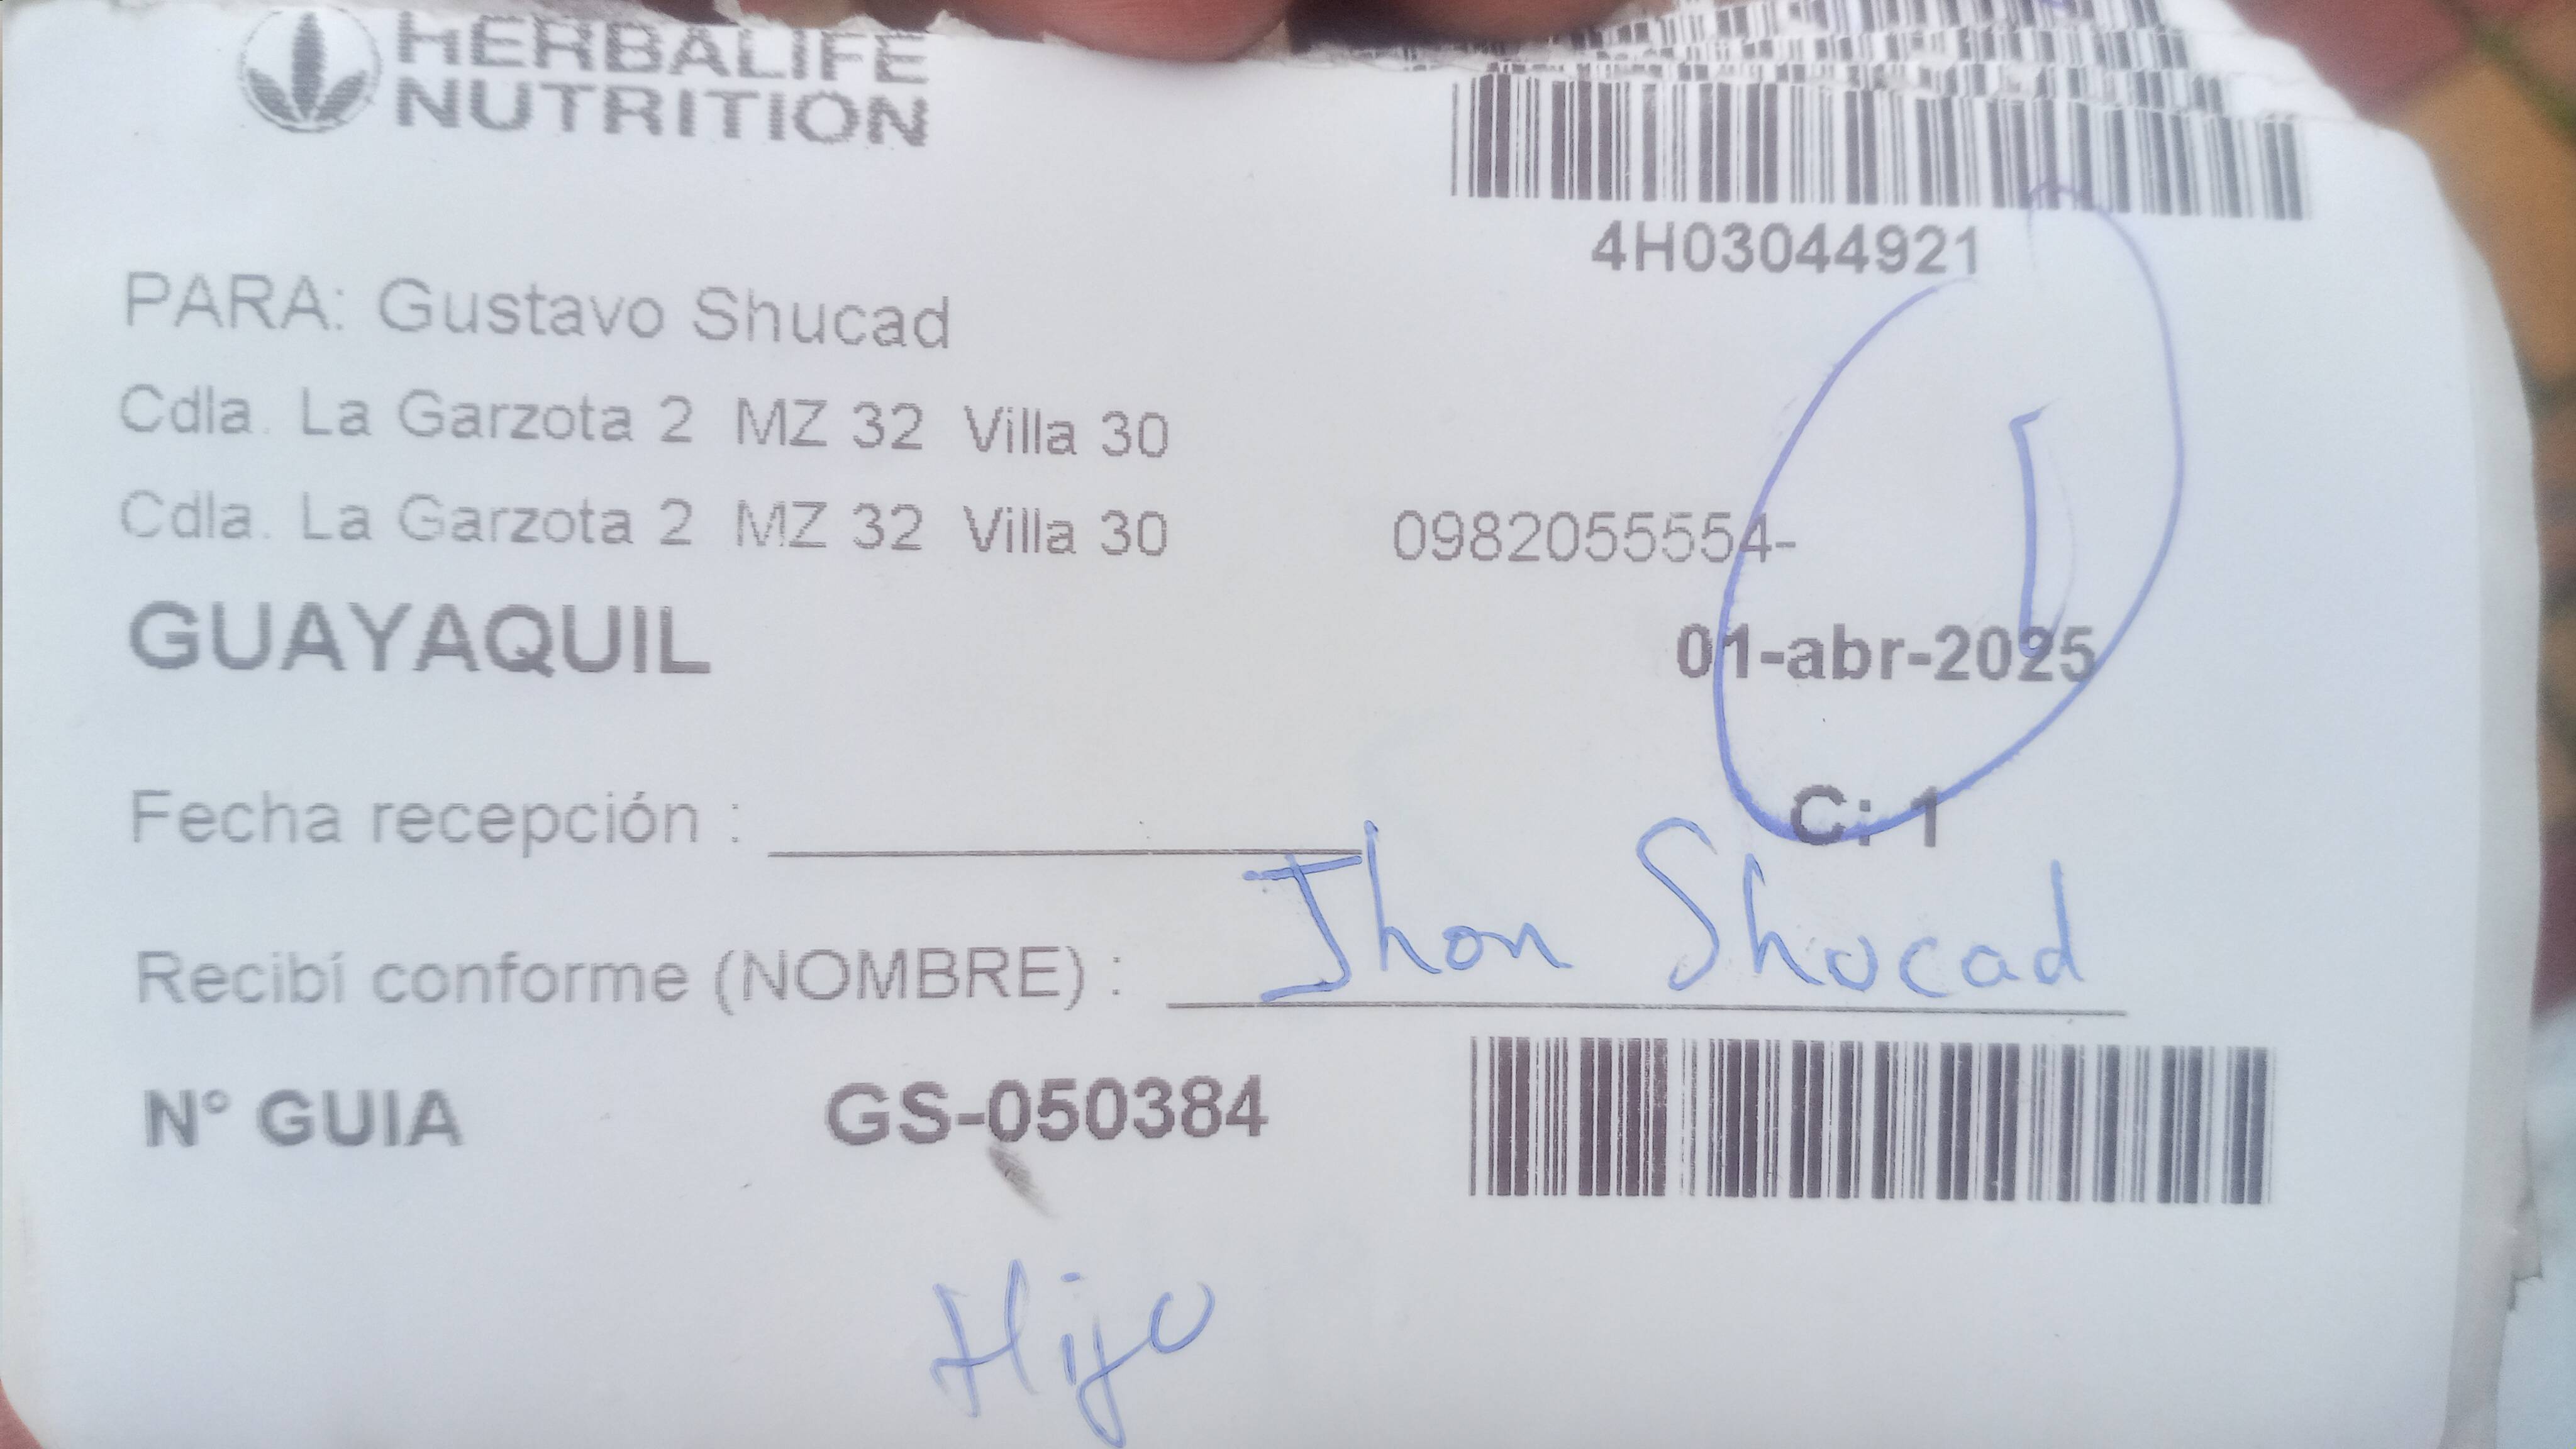 HERBALIFE
NUTRITION
4H03044921
PARA: Gustavo Shucad
Cdla. La Garzota 2 MZ 32 Villa 30
Cdla. La Garzota 2 MZ 32 Villa 30 0982055554-
GUAYAQUIL 01-abr-2025
1
C: 1
Fecha recepción :
Recibí conforme (NOMBRE) : Jhon Shucad
N° GUIA GS-050384
Hijo